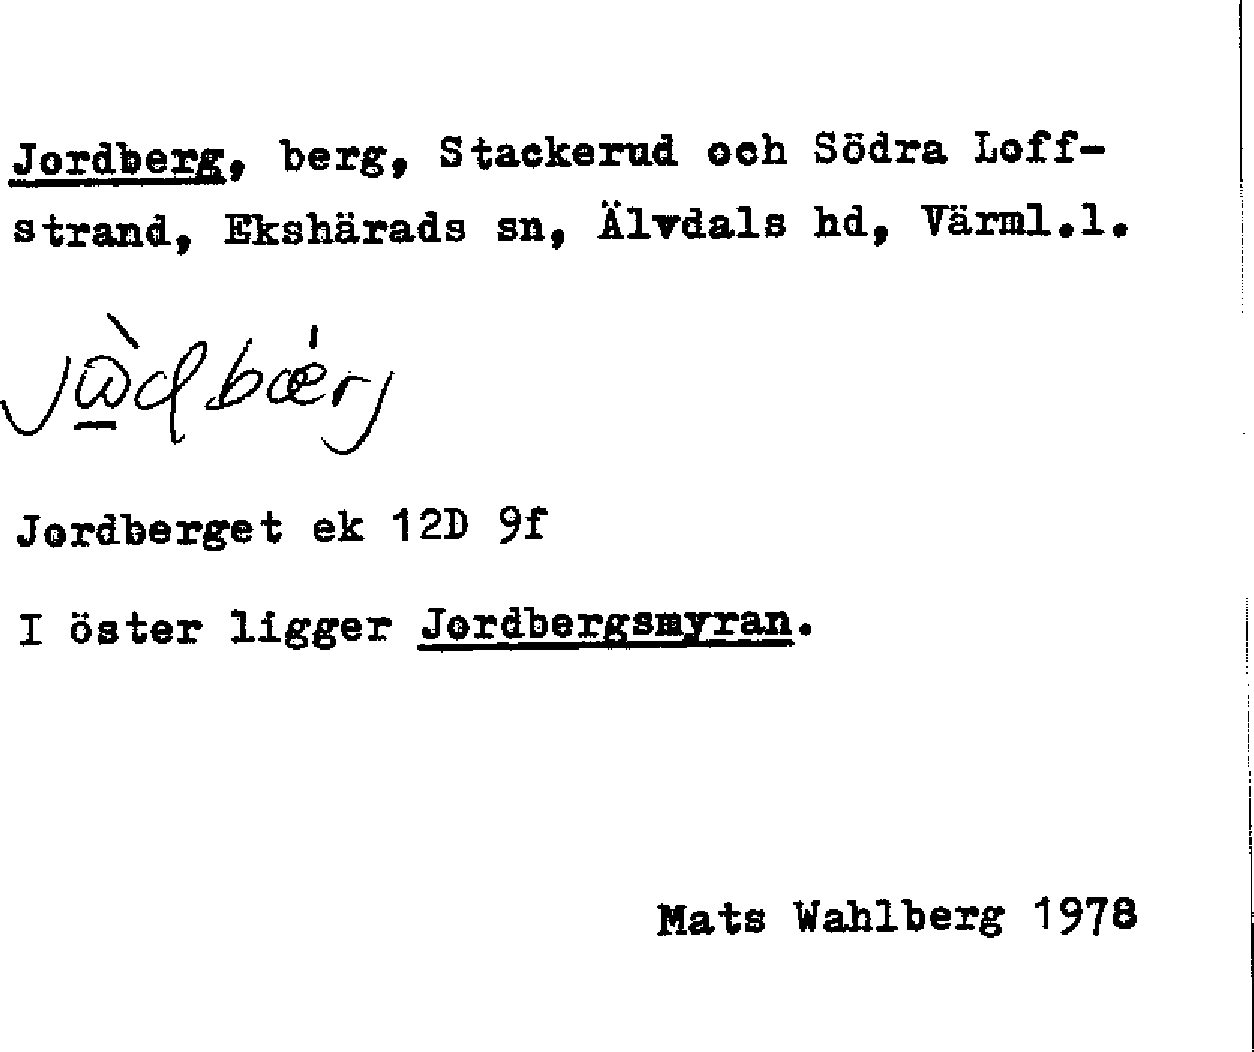 Jordberg, berg, Stackerud och Södra Loff-
strand, Ekshärads sn, Älvdals hd, Värml.l.
Jordberget ek 12D 9f
I öster ligger Jordbergsmyran.
Mats Wahlberg 1978